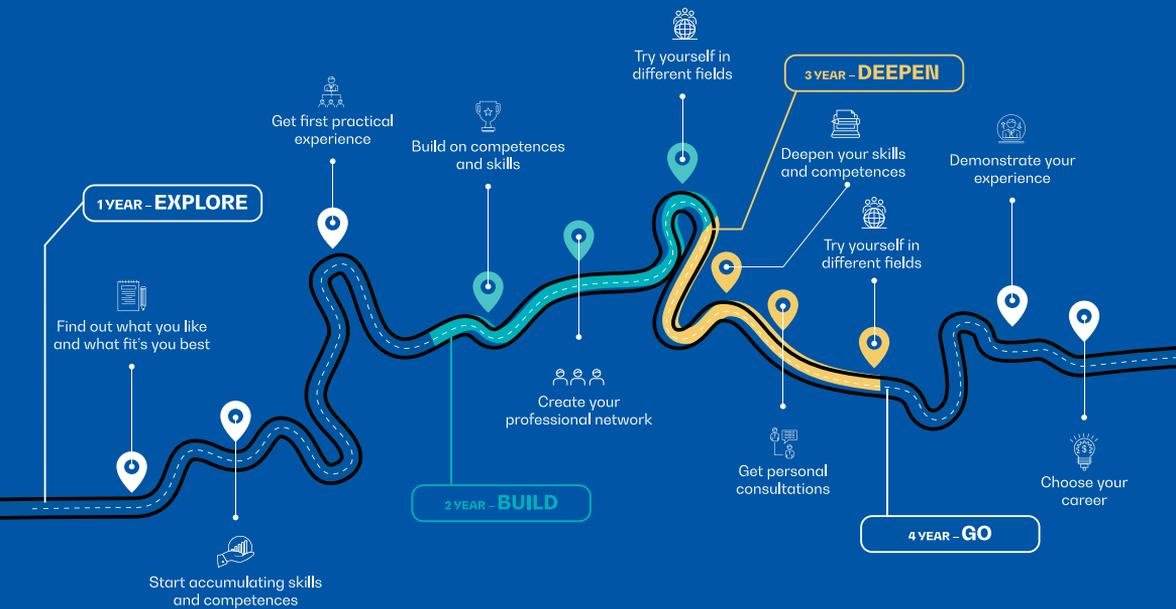 1 YEAR – EXPLORE
Find out what you like
and what fit's you best
Start accumulating skills
and competences
Get first practical
experience
2 YEAR – BUILD
Build on competences
and skills
Create your
professional network
Try yourself in
different fields
3 YEAR – DEEPEN
Deepen your skills
and competences
Get personal
consultations
Try yourself in
different fields
4 YEAR – GO
Demonstrate your
experience
Choose your
career